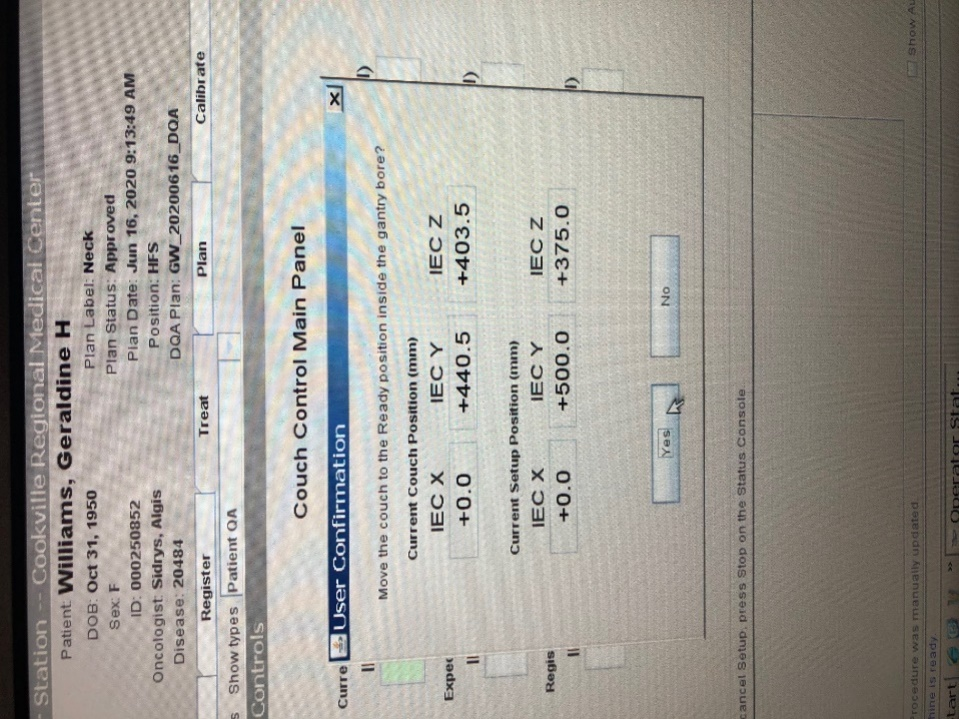 Station -- Cookville Regional Medical Center
Patient: Williams, Geraldine H
DOB: Oct 31, 1950
Sex: F
ID: 000250852
Oncologist: Sidrys, Algis
Disease: 20484
Plan Label: Neck
Plan Status: Approved
Plan Date: Jun 16, 2020 9:13:49 AM
Position: HFS
DQA Plan: GW_20200616_DQA
Register Treat Plan Calibrate
Show types Patient QA
Controls
Couch Control Main Panel
Curre
User Confirmation
Move the couch to the Ready position inside the gantry bore?
Current Couch Position (mm)
IEC X IEC Y IEC Z
+0.0 +440.5 +403.5
Expec
Current Setup Position (mm)
IEC X IEC Y IEC Z
+0.0 +500.0 +375.0
Regis
Yes No
cancel Setup, press Stop on the Status Console
Show Au
rocedure was manually updated
hine is ready.
tart » Operator Stat...